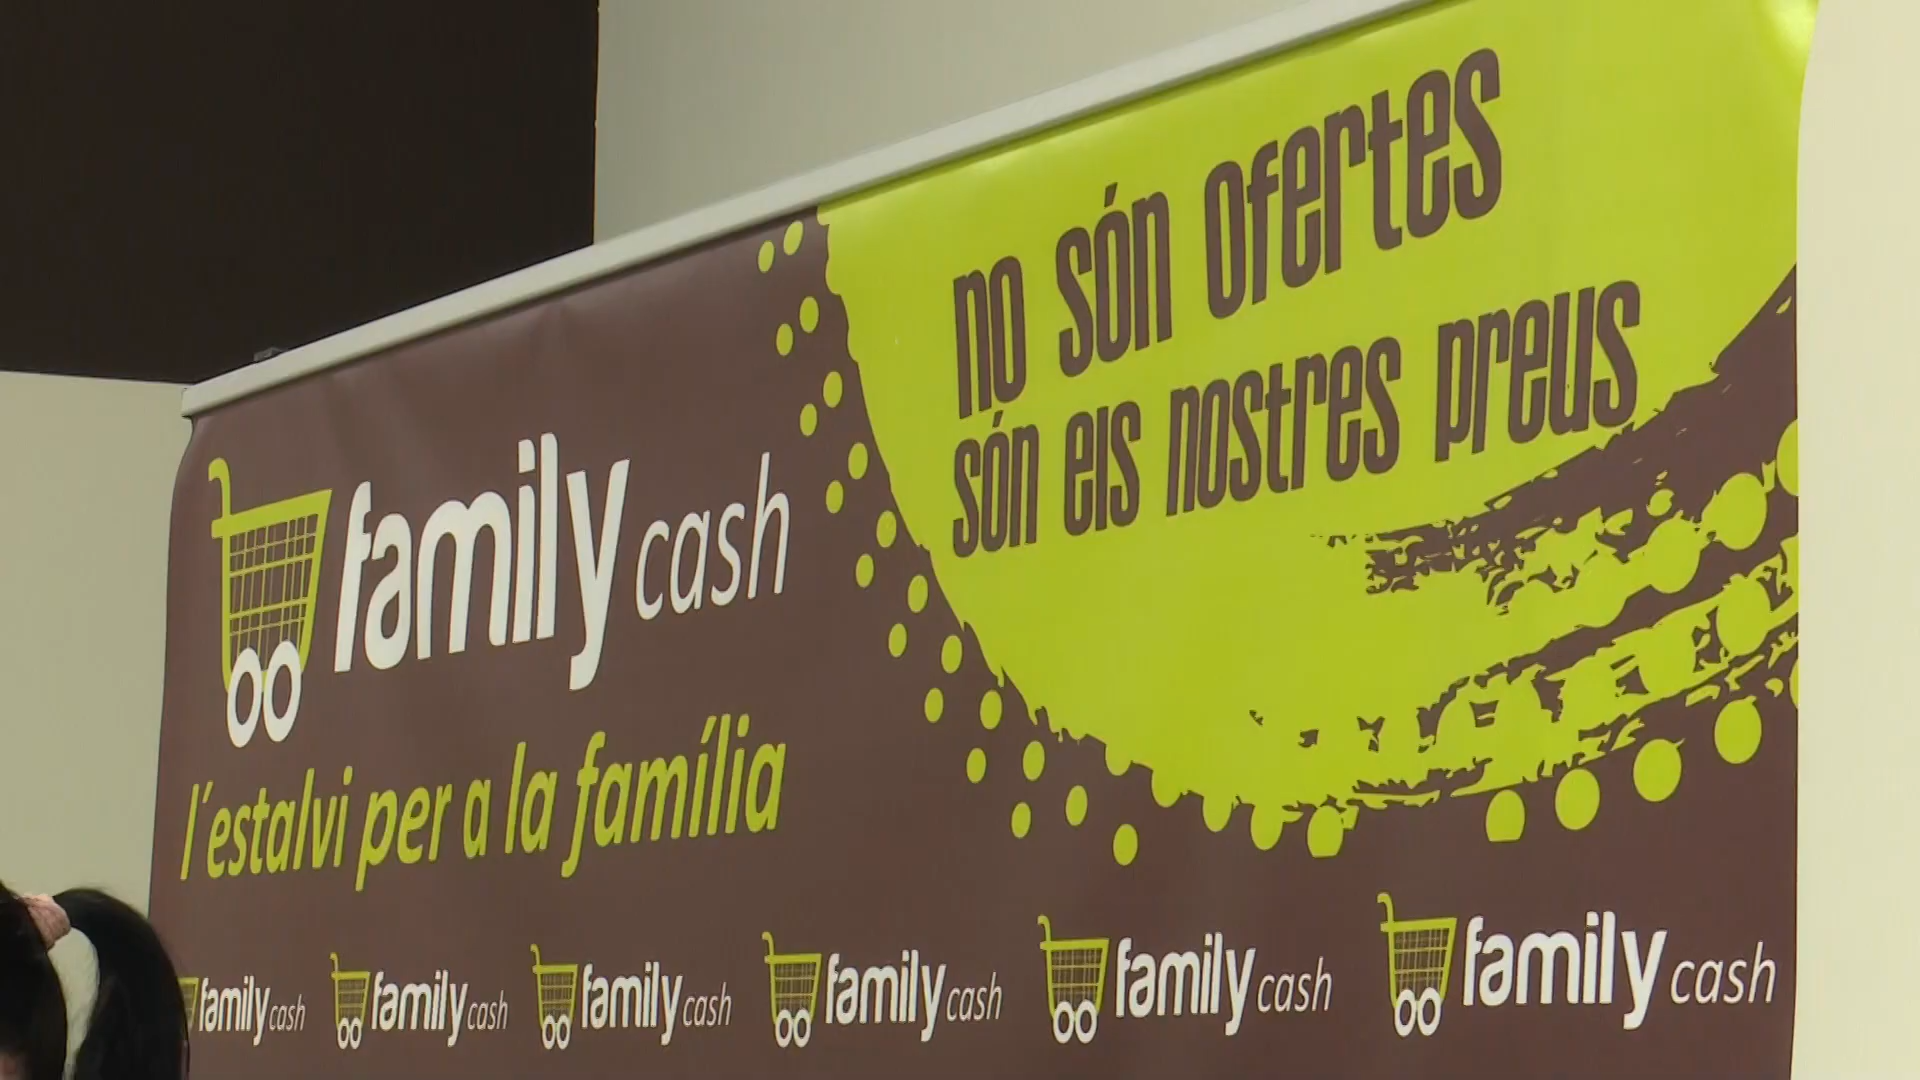 no són ofertes
són els nostres preus
family cash
l´estalvi per a la família
family cash family cash family cash family cash family cash family cash